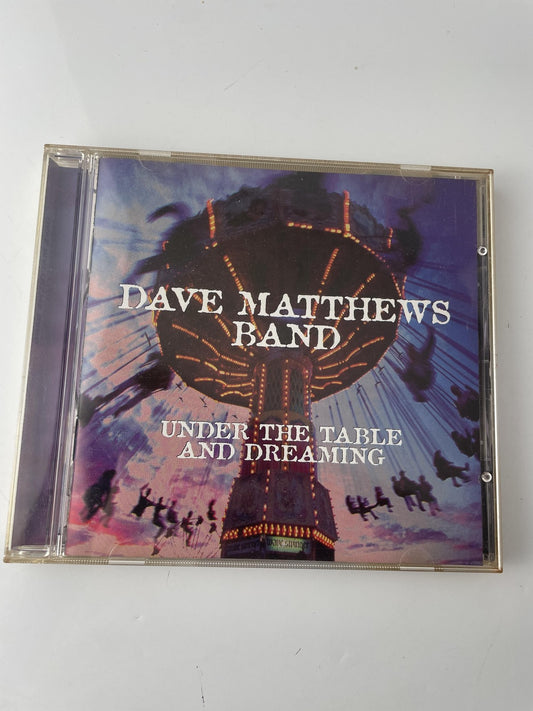 DAVE MATTHEWS
BAND
UNDER THE TABLE
AND DREAMING